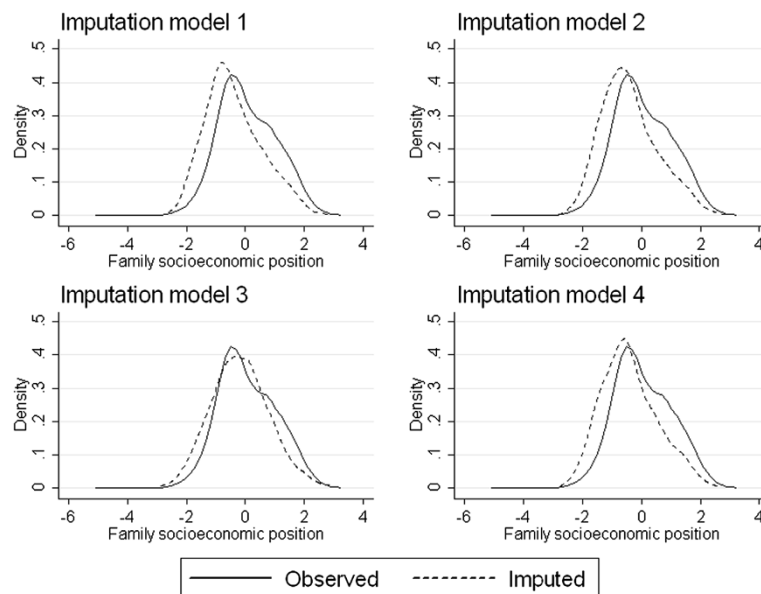 Imputation model 1
Density
0 .1 .2 .3 .4 .5
-6 -4 -2 0 2 4
Family socioeconomic position
Imputation model 2
Density
0 .1 .2 .3 .4 .5
-6 -4 -2 0 2 4
Family socioeconomic position
Imputation model 3
Density
0 .1 .2 .3 .4 .5
-6 -4 -2 0 2 4
Family socioeconomic position
Imputation model 4
Density
0 .1 .2 .3 .4 .5
-6 -4 -2 0 2 4
Family socioeconomic position
Observed Imputed